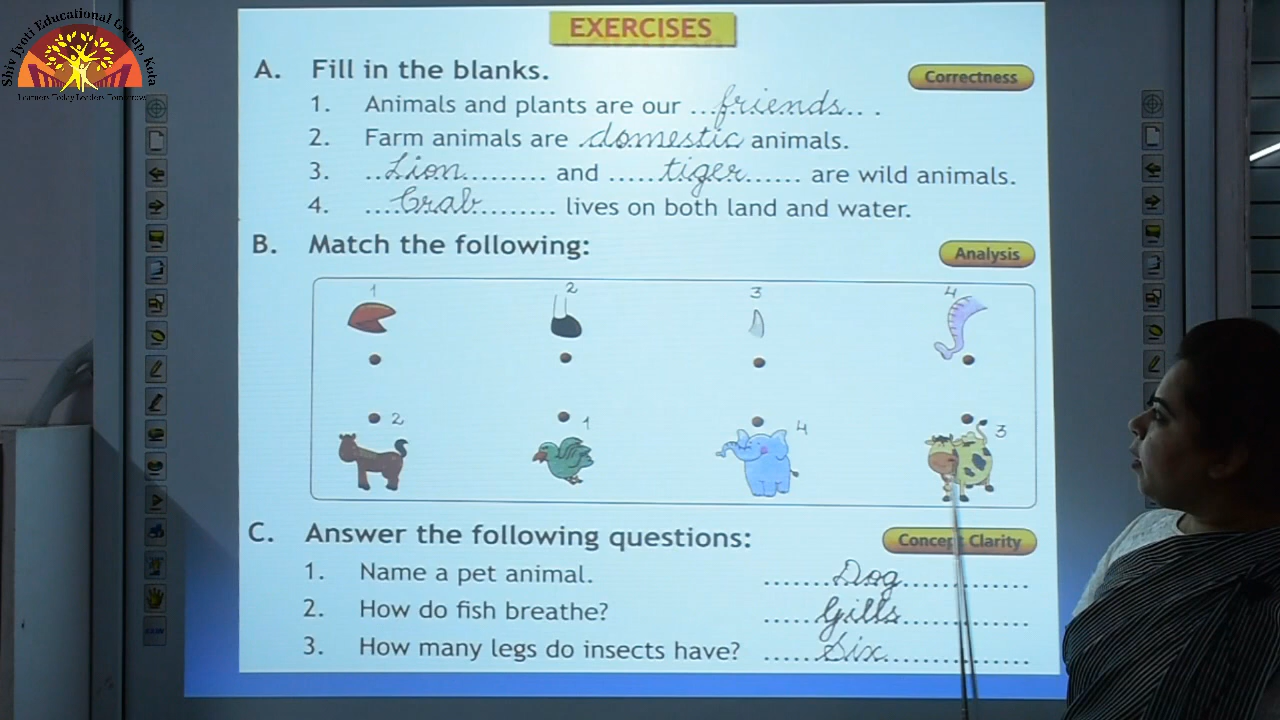 Shiv Jyoti Educational Group, Kota
Learners Today Leaders Tomorrow
EXERCISES
A. Fill in the blanks.
Correctness
1. Animals and plants are our ...friends... .
2. Farm animals are domestic animals.
3. ..Lion......... and .....tiger...... are wild animals.
4. ....Crab......... lives on both land and water.
B. Match the following:
Analysis
1 2 3 4
2 1 4 3
C. Answer the following questions:
Concept Clarity
1. Name a pet animal. .......Dog...............
2. How do fish breathe? ......Gills...............
3. How many legs do insects have? ......Six.................